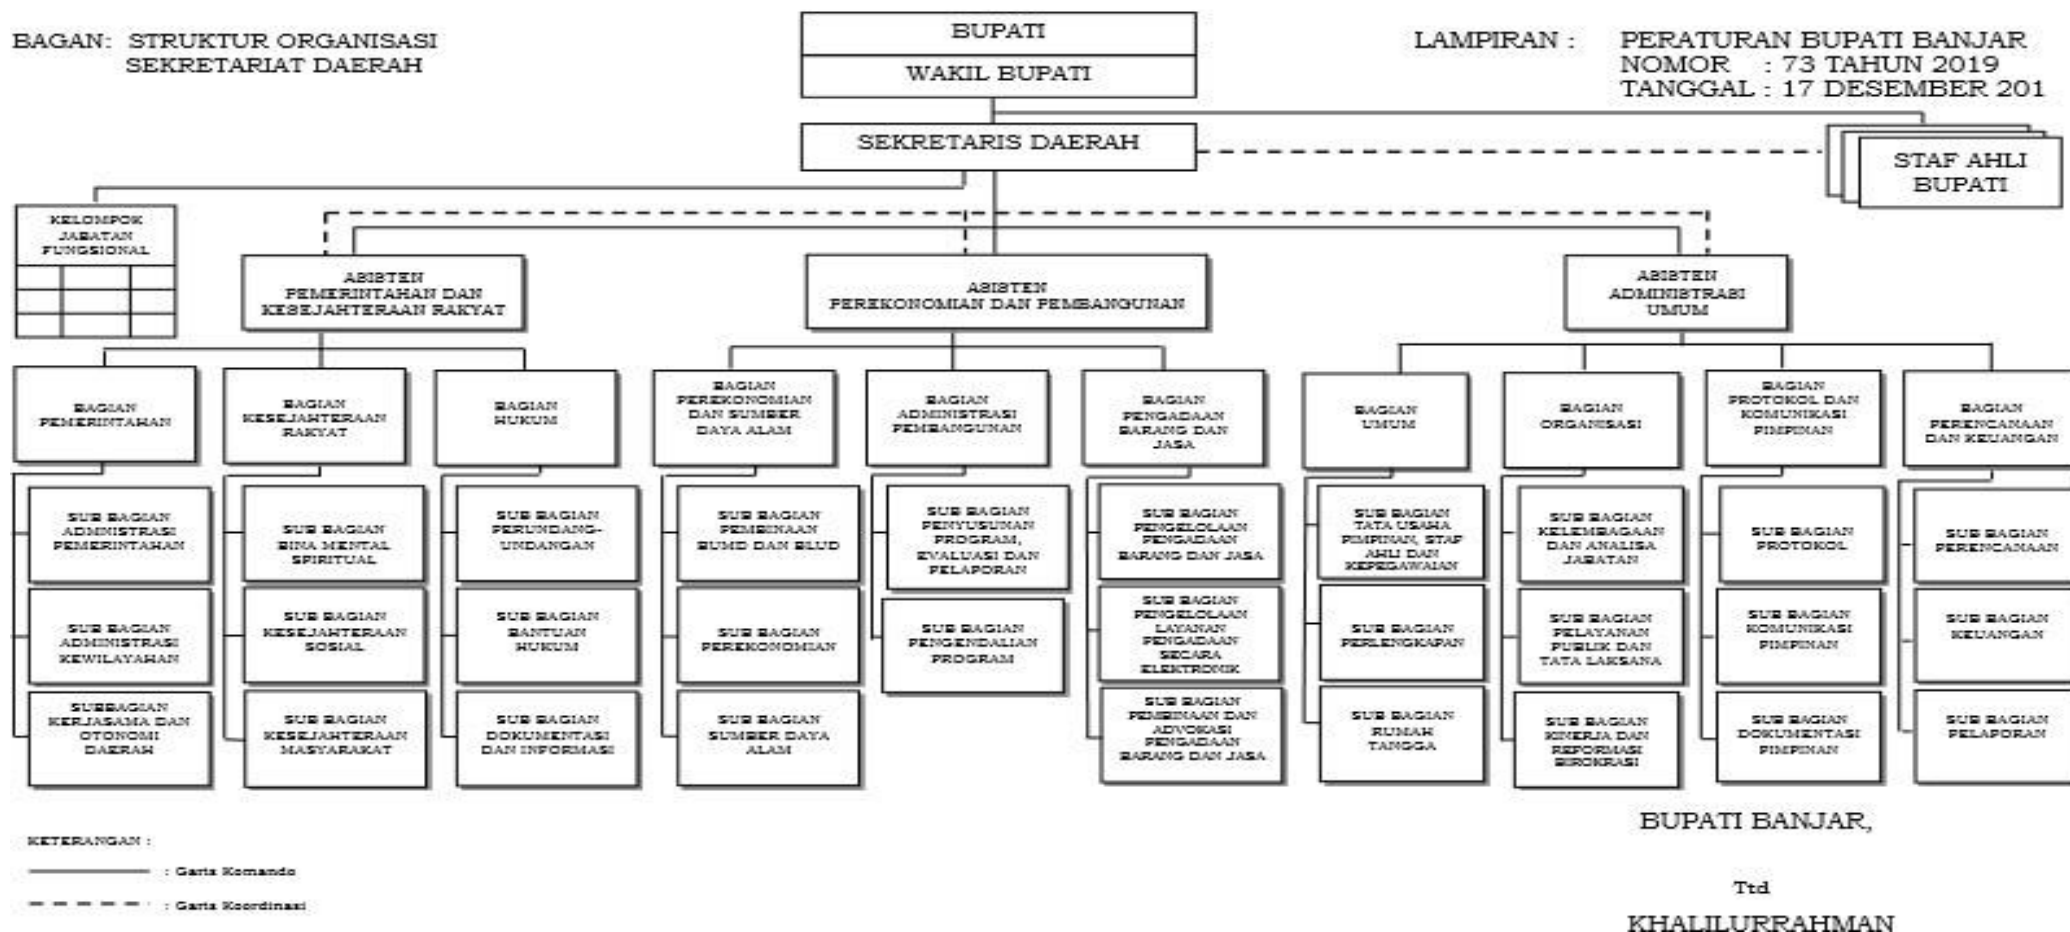 BAGAN: STRUKTUR ORGANISASI
SEKRETARIAT DAERAH
BUPATI
WAKIL BUPATI
LAMPIRAN : PERATURAN BUPATI BANJAR
NOMOR : 73 TAHUN 2019
TANGGAL : 17 DESEMBER 201
SEKRETARIS DAERAH
STAF AHLI
BUPATI
KELOMPOK
JABATAN
FUNGSIONAL
ASISTEN
PEMERINTAHAN DAN
KESEJAHTERAAN RAKYAT
ASISTEN
PEREKONOMIAN DAN PEMBANGUNAN
ASISTEN
ADMINISTRASI
UMUM
BAGIAN
PEMERINTAHAN
BAGIAN
KESEJAHTERAAN
RAKYAT
BAGIAN
HUKUM
BAGIAN
PEREKONOMIAN
DAN SUMBER
DAYA ALAM
BAGIAN
ADMINISTRASI
PEMBANGUNAN
BAGIAN
PENGADAAN
BARANG DAN
JASA
BAGIAN
UMUM
BAGIAN
ORGANISASI
BAGIAN
PROTOKOL DAN
KOMUNIKASI
PIMPINAN
BAGIAN
PERENCANAAN
DAN KEUANGAN
SUB BAGIAN
ADMINISTRASI
PEMERINTAHAN
SUB BAGIAN
BINA MENTAL
SPIRITUAL
SUB BAGIAN
PERUNDANG-
UNDANGAN
SUB BAGIAN
PEMBINAAN
BUMD DAN BLUD
SUB BAGIAN
PENYUSUNAN
PROGRAM,
EVALUASI DAN
PELAPORAN
SUB BAGIAN
PENGELOLAAN
PENGADAAN
BARANG DAN JASA
SUB BAGIAN
TATA USAHA
PIMPINAN, STAF
AHLI DAN
KEPEGAWAIAN
SUB BAGIAN
KELEMBAGAAN
DAN ANALISA
JABATAN
SUB BAGIAN
PROTOKOL
SUB BAGIAN
PERENCANAAN
SUB BAGIAN
ADMINISTRASI
KEWILAYAHAN
SUB BAGIAN
KESEJAHTERAAN
SOSIAL
SUB BAGIAN
BANTUAN
HUKUM
SUB BAGIAN
PEREKONOMIAN
SUB BAGIAN
PENGENDALIAN
PROGRAM
SUB BAGIAN
PENGELOLAAN
LAYANAN
PENGADAAN
SECARA
ELEKTRONIK
SUB BAGIAN
PERLENGKAPAN
SUB BAGIAN
PELAYANAN
PUBLIK DAN
TATA LAKSANA
SUB BAGIAN
KOMUNIKASI
PIMPINAN
SUB BAGIAN
KEUANGAN
SUBBAGIAN
KERJASAMA DAN
OTONOMI
DAERAH
SUB BAGIAN
KESEJAHTERAAN
MASYARAKAT
SUB BAGIAN
DOKUMENTASI
DAN INFORMASI
SUB BAGIAN
SUMBER DAYA
ALAM
SUB BAGIAN
PEMBINAAN DAN
ADVOKASI
PENGADAAN
BARANG DAN JASA
SUB BAGIAN
RUMAH
TANGGA
SUB BAGIAN
KINERJA DAN
REFORMASI
BIROKRASI
SUB BAGIAN
DOKUMENTASI
PIMPINAN
SUB BAGIAN
PELAPORAN
KETERANGAN :
: Garis Komando
: Garis Koordinasi
BUPATI BANJAR,
Ttd
KHALILURRAHMAN